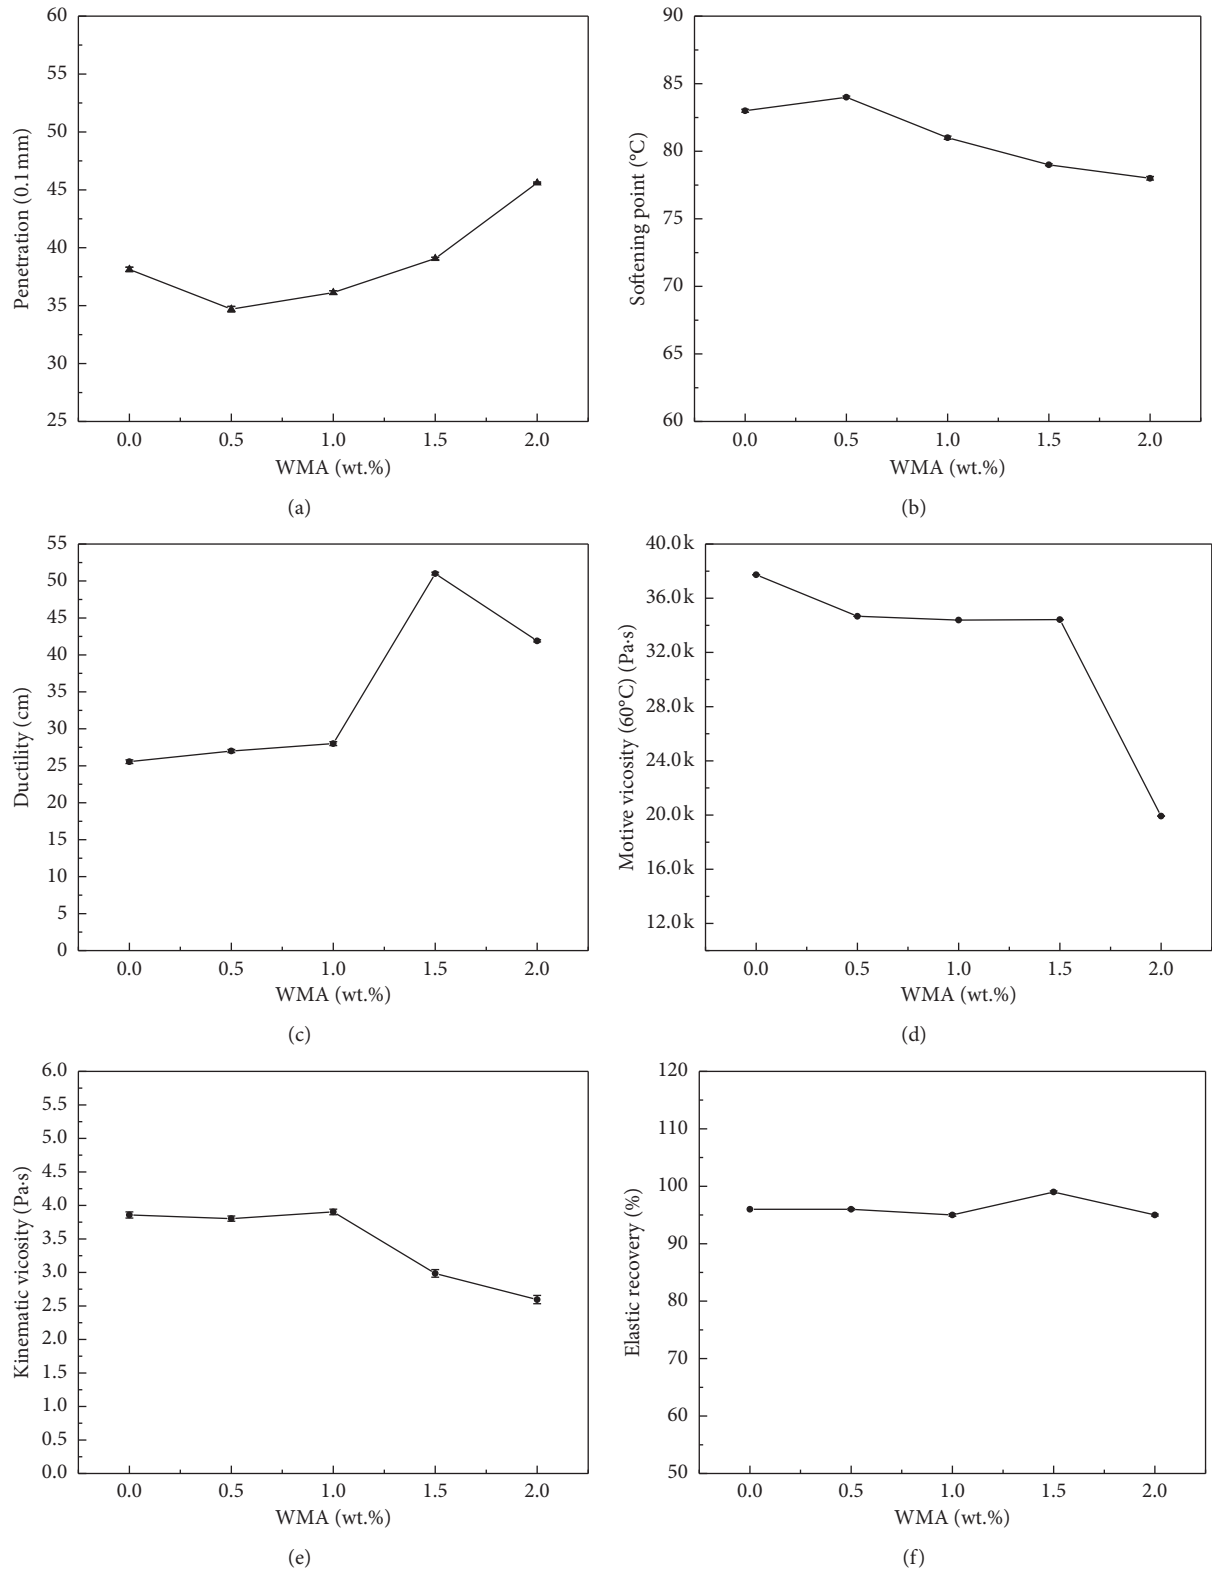 60
55
50
45
40
35
30
25
Penetration (0.1 mm)
0.0 0.5 1.0 1.5 2.0
WMA (wt.%)
(a)
90
85
80
75
70
65
60
Softening point (°C)
0.0 0.5 1.0 1.5 2.0
WMA (wt.%)
(b)
55
50
45
40
35
30
25
20
15
10
5
0
Ductility (cm)
0.0 0.5 1.0 1.5 2.0
WMA (wt.%)
(c)
40.0 k
36.0 k
32.0 k
28.0 k
24.0 k
20.0 k
16.0 k
12.0 k
Motive vicosity (60°C) (Pa·s)
0.0 0.5 1.0 1.5 2.0
WMA (wt.%)
(d)
6.0
5.5
5.0
4.5
4.0
3.5
3.0
2.5
2.0
1.5
1.0
0.5
0.0
Kinematic vicosity (Pa·s)
0.0 0.5 1.0 1.5 2.0
WMA (wt.%)
(e)
120
110
100
90
80
70
60
50
Elastic recovery (%)
0.0 0.5 1.0 1.5 2.0
WMA (wt.%)
(f)